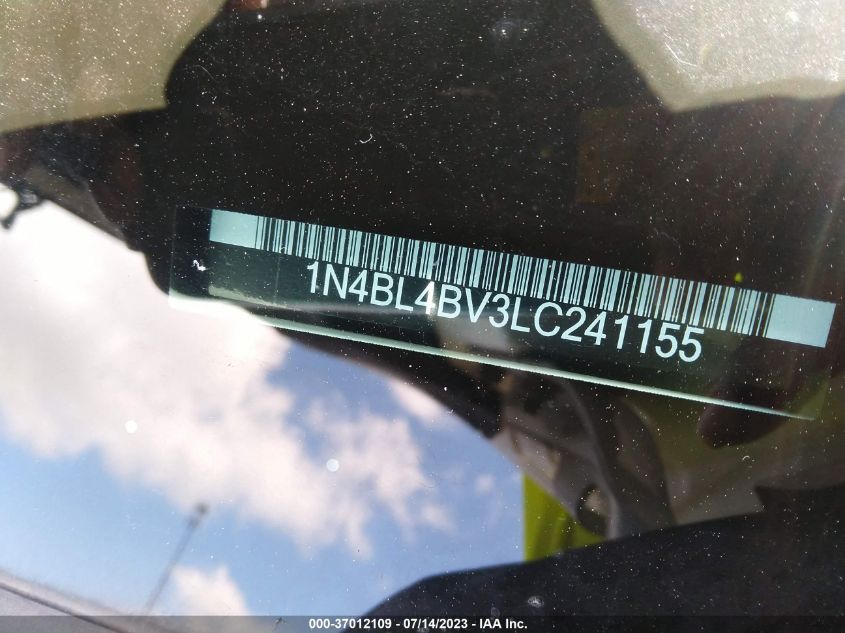 1N4BL4BV3LC241155
000-37012109 - 07/14/2023 - IAA Inc.